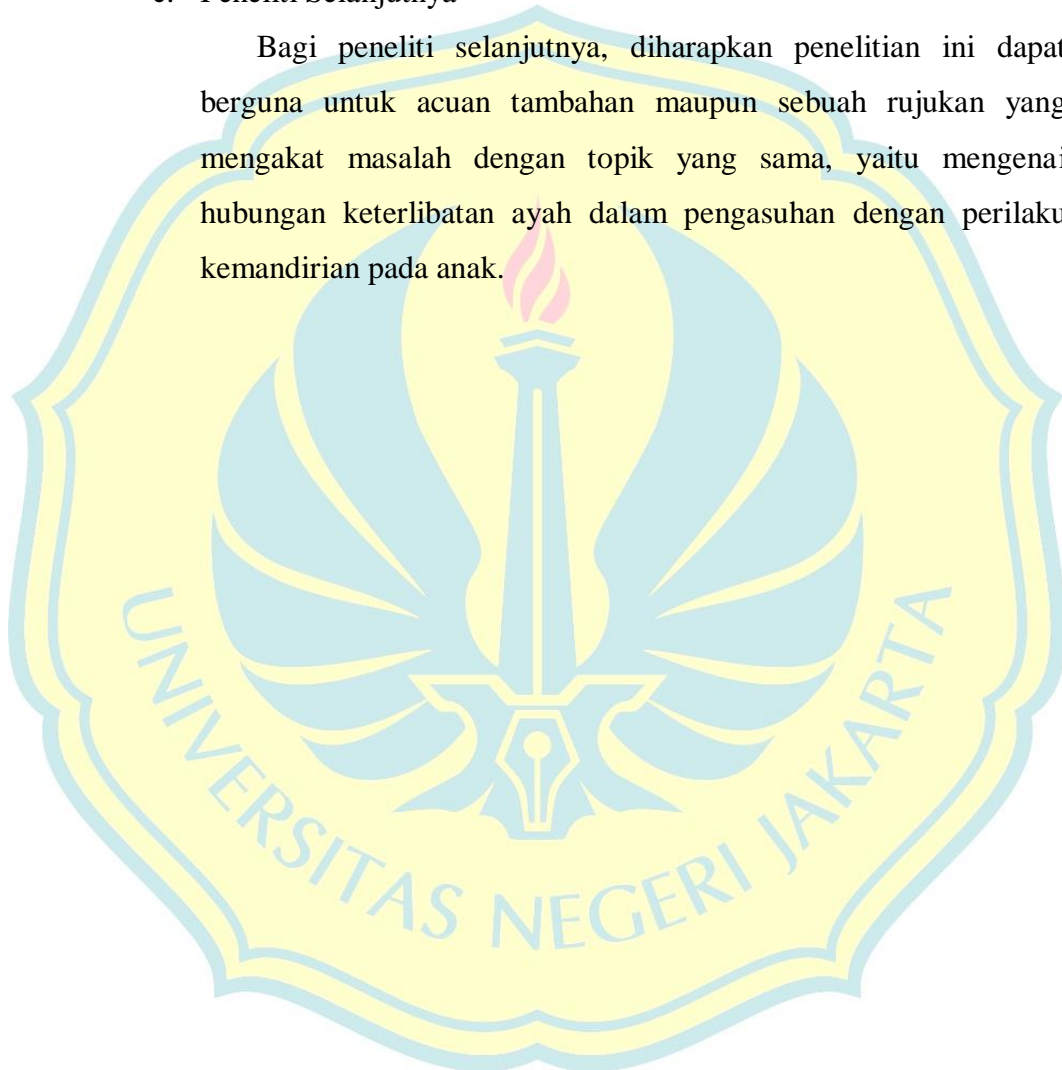 c. Peneliti Selanjutnya
Bagi peneliti selanjutnya, diharapkan penelitian ini dapat
berguna untuk acuan tambahan maupun sebuah rujukan yang
mengakat masalah dengan topik yang sama, yaitu mengenai
hubungan keterlibatan ayah dalam pengasuhan dengan perilaku
kemandirian pada anak.
UNIVERSITAS NEGERI JAKARTA